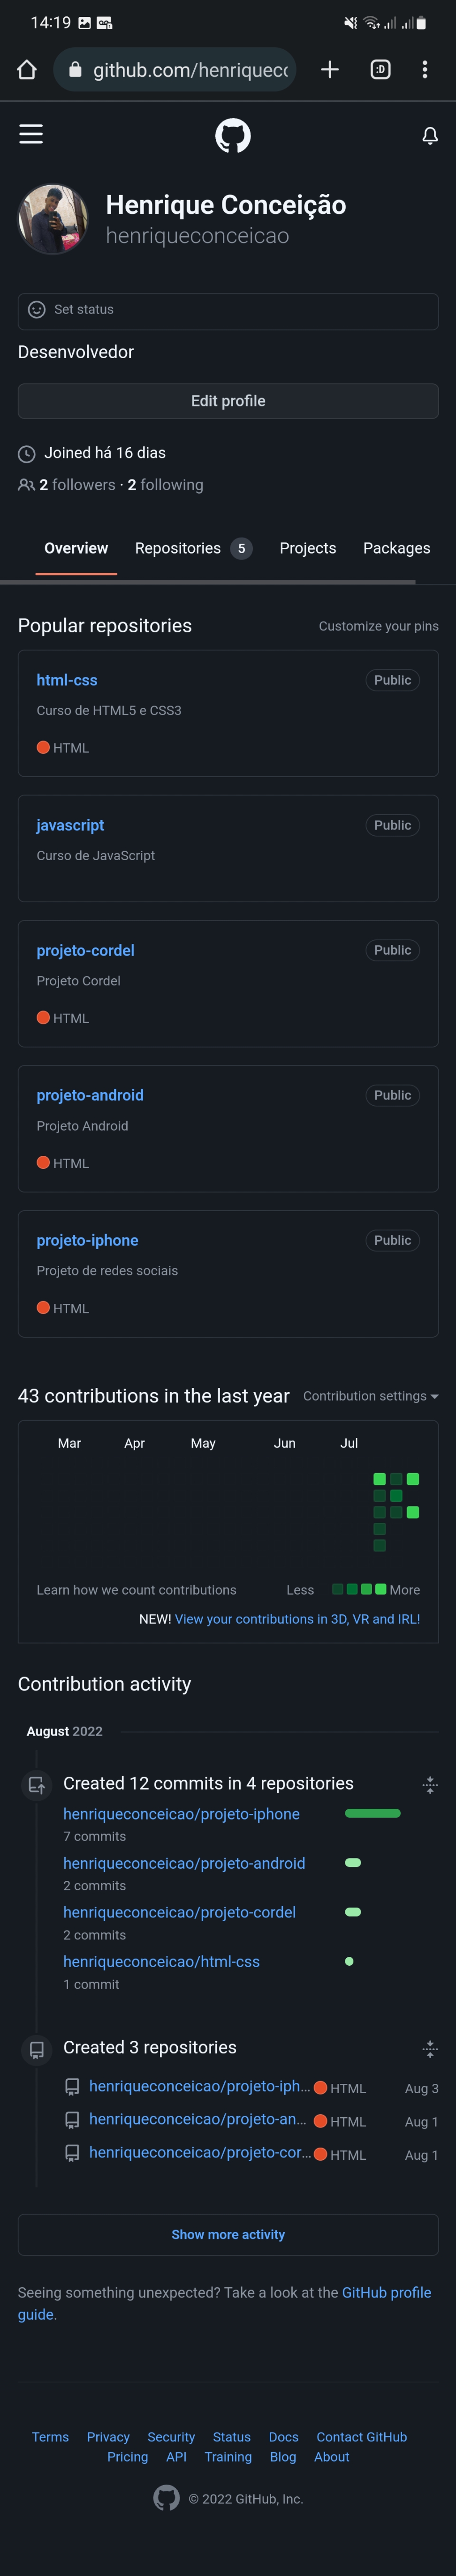 14:19
github.com/henriquec
:D
Henrique Conceição
henriqueconceicao
Set status
Desenvolvedor
Edit profile
Joined há 16 dias
2 followers · 2 following
Overview Repositories 5 Projects Packages
Popular repositories Customize your pins
html-css Public
Curso de HTML5 e CSS3
HTML
javascript Public
Curso de JavaScript
projeto-cordel Public
Projeto Cordel
HTML
projeto-android Public
Projeto Android
HTML
projeto-iphone Public
Projeto de redes sociais
HTML
43 contributions in the last year Contribution settings
Mar Apr May Jun Jul
Learn how we count contributions Less More
NEW! View your contributions in 3D, VR and IRL!
Contribution activity
August 2022
Created 12 commits in 4 repositories
henriqueconceicao/projeto-iphone
7 commits
henriqueconceicao/projeto-android
2 commits
henriqueconceicao/projeto-cordel
2 commits
henriqueconceicao/html-css
1 commit
Created 3 repositories
henriqueconceicao/projeto-iph... HTML Aug 3
henriqueconceicao/projeto-an... HTML Aug 1
henriqueconceicao/projeto-cor... HTML Aug 1
Show more activity
Seeing something unexpected? Take a look at the GitHub profile
guide.
Terms Privacy Security Status Docs Contact GitHub
Pricing API Training Blog About
© 2022 GitHub, Inc.